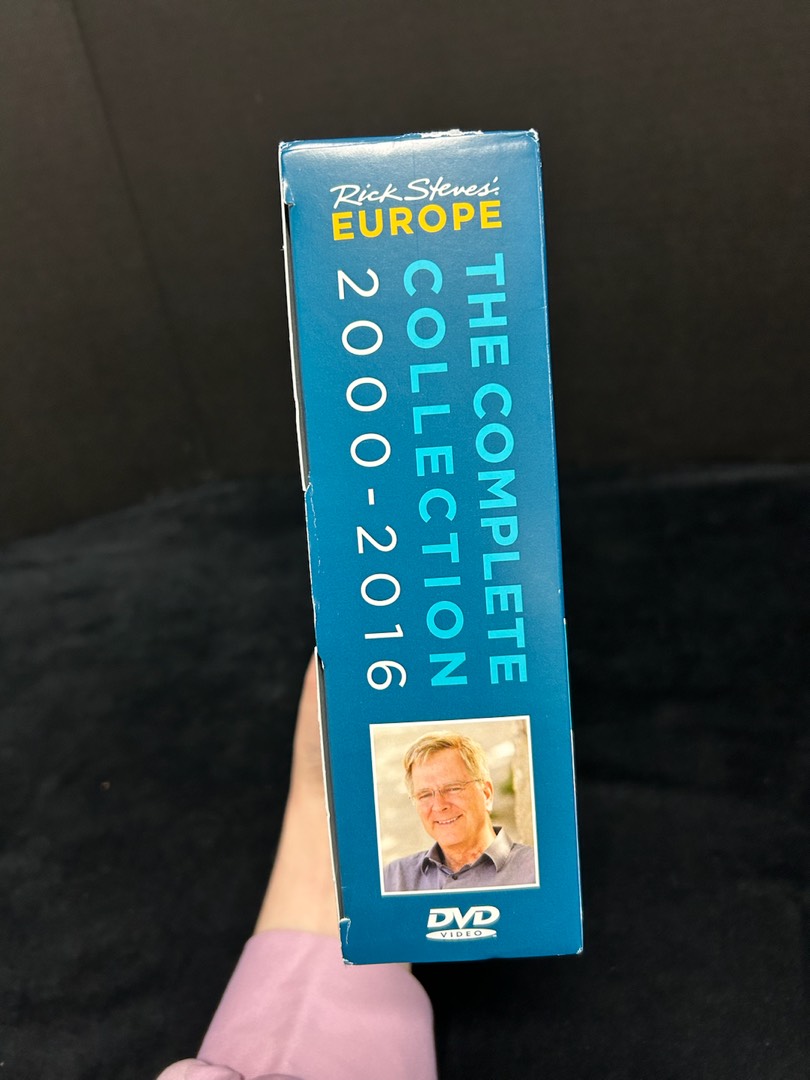 Rick Steves'
EUROPE
THE COMPLETE
COLLECTION
2000-2016
DVD
VIDEO